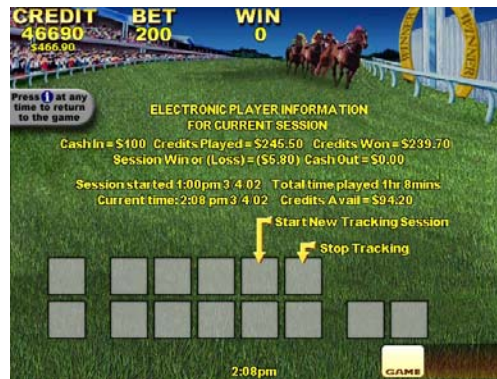 CREDIT BET WIN
46690 200 0
$466.90
WINNER WINNER
Press 1 at any
time to return
to the game
ELECTRONIC PLAYER INFORMATION
FOR CURRENT SESSION
Cash In = $100 Credits Played = $245.50 Credits Won = $239.70
Session Win or (Loss) = ($5.80) Cash Out = $0.00
Session started 1:00pm 3/4/02 Total time played 1hr 8mins
Current time: 2:08 pm 3/4/02 Credits Avail = $94.20
Start New Tracking Session
Stop Tracking
2:08pm
GAME